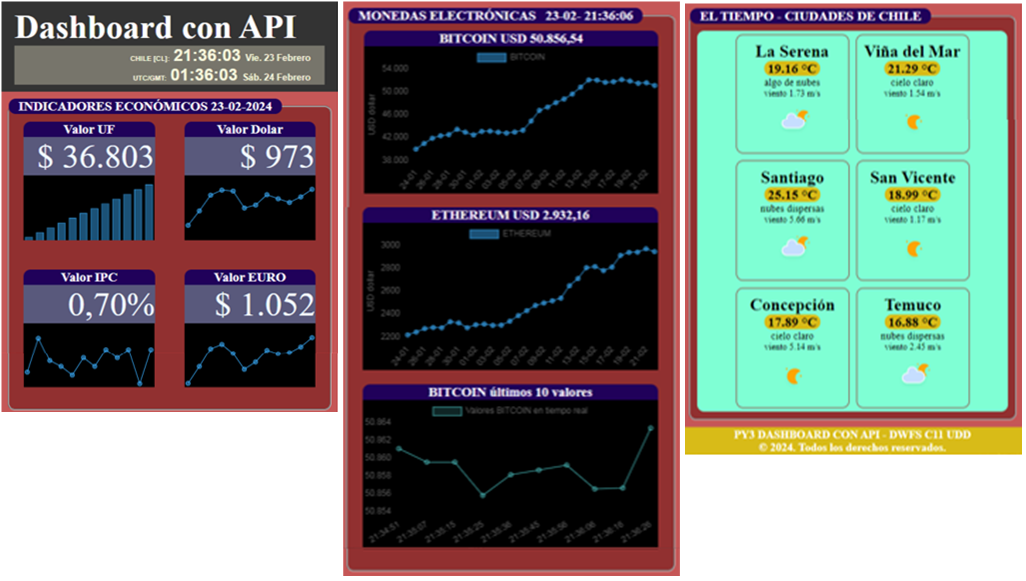 Dashboard con API
CHILE [CL]: 21:36:03 Vie. 23 Febrero
UTC/GMT: 01:36:03 Sáb. 24 Febrero
INDICADORES ECONÓMICOS 23-02-2024
Valor UF
$ 36.803
Valor Dolar
$ 973
Valor IPC
0,70%
Valor EURO
$ 1.052
MONEDAS ELECTRÓNICAS 23-02- 21:36:06
BITCOIN USD 50.856,54
BITCOIN
USD dollar
54.000
50.000
46.000
42.000
38.000
24-01
26-01
28-01
30-01
01-02
03-02
05-02
07-02
09-02
11-02
13-02
15-02
17-02
19-02
21-02
ETHEREUM USD 2.932,16
ETHEREUM
USD dollar
3000
2800
2600
2400
2200
24-01
26-01
28-01
30-01
01-02
03-02
05-02
07-02
09-02
11-02
13-02
15-02
17-02
19-02
21-02
BITCOIN últimos 10 valores
Valores BITCOIN en tiempo real
50.864
50.862
50.860
50.858
50.856
50.854
21:34:51
21:35:07
21:35:15
21:35:25
21:35:36
21:35:45
21:35:56
21:36:06
21:36:16
21:36:26
EL TIEMPO - CIUDADES DE CHILE
La Serena
19.16 °C
algo de nubes
viento 1.73 m/s
Viña del Mar
21.29 °C
cielo claro
viento 1.54 m/s
Santiago
25.15 °C
nubes dispersas
viento 5.66 m/s
San Vicente
18.99 °C
cielo claro
viento 1.17 m/s
Concepción
17.89 °C
cielo claro
viento 5.14 m/s
Temuco
16.88 °C
nubes dispersas
viento 2.45 m/s
PY3 DASHBOARD CON API - DWFS C11 UDD
© 2024. Todos los derechos reservados.